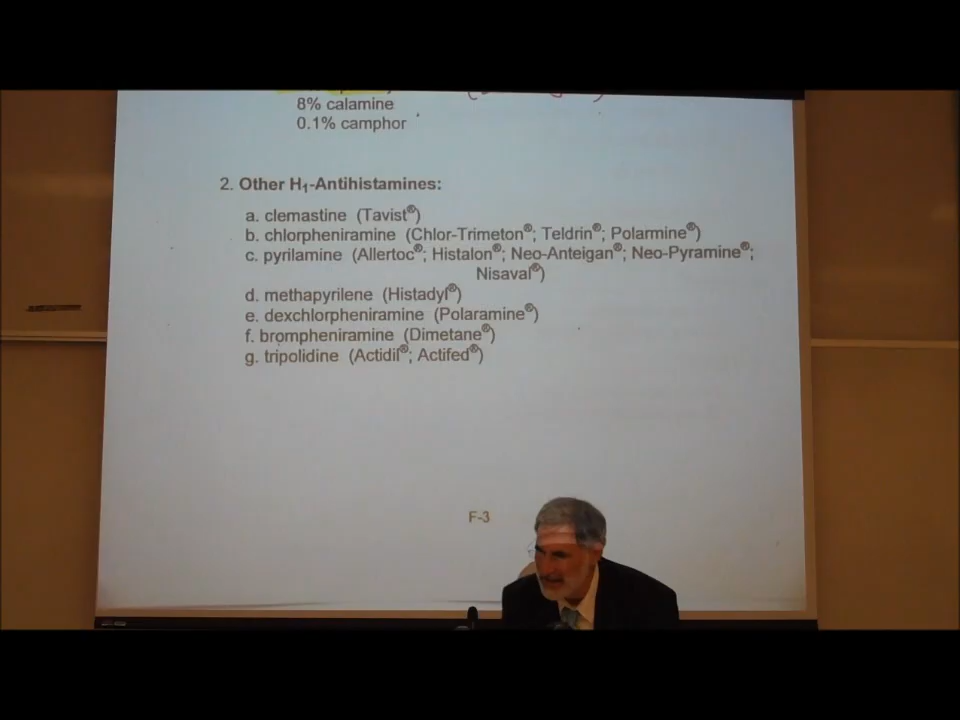 8% calamine
0.1% camphor
2. Other H₁-Antihistamines:
a. clemastine (Tavist®)
b. chlorpheniramine (Chlor-Trimeton®; Teldrin®; Polarmine®)
c. pyrilamine (Allertoc®; Histalon®; Neo-Anteigan®; Neo-Pyramine®;
Nisaval®)
d. methapyrilene (Histadyl®)
e. dexchlorpheniramine (Polaramine®)
f. brompheniramine (Dimetane®)
g. tripolidine (Actidil®; Actifed®)
F-3